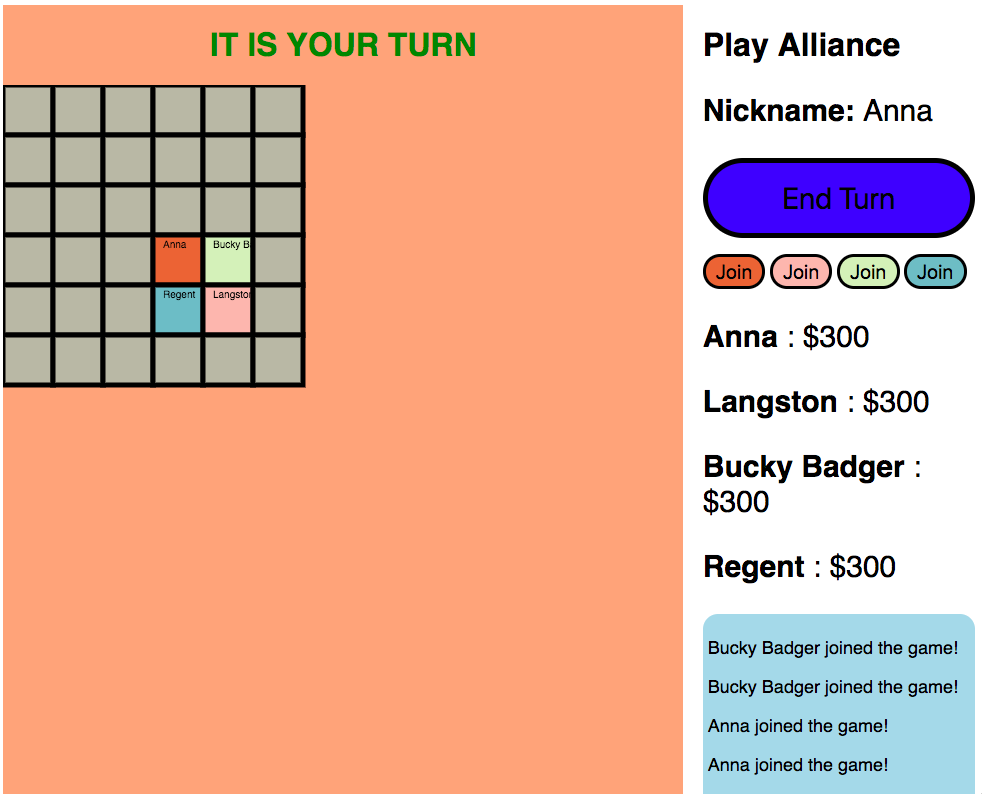 IT IS YOUR TURN
Anna
Bucky B
Regent
Langston
Play Alliance
Nickname: Anna
End Turn
Join Join Join Join
Anna : $300
Langston : $300
Bucky Badger :
$300
Regent : $300
Bucky Badger joined the game!
Bucky Badger joined the game!
Anna joined the game!
Anna joined the game!